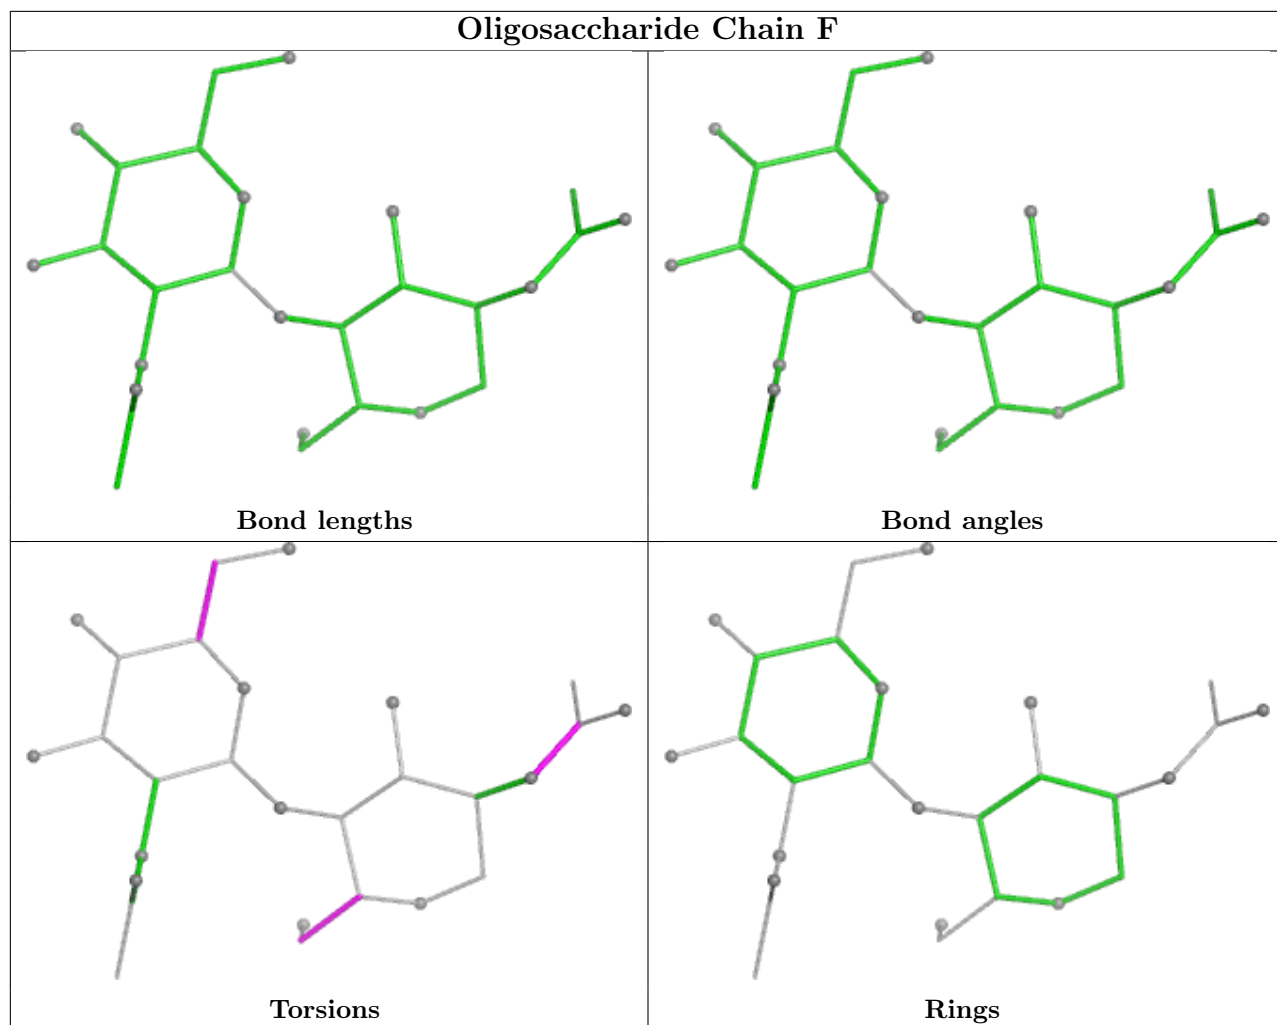 Oligosaccharide Chain F
Bond lengths
Bond angles
Torsions
Rings